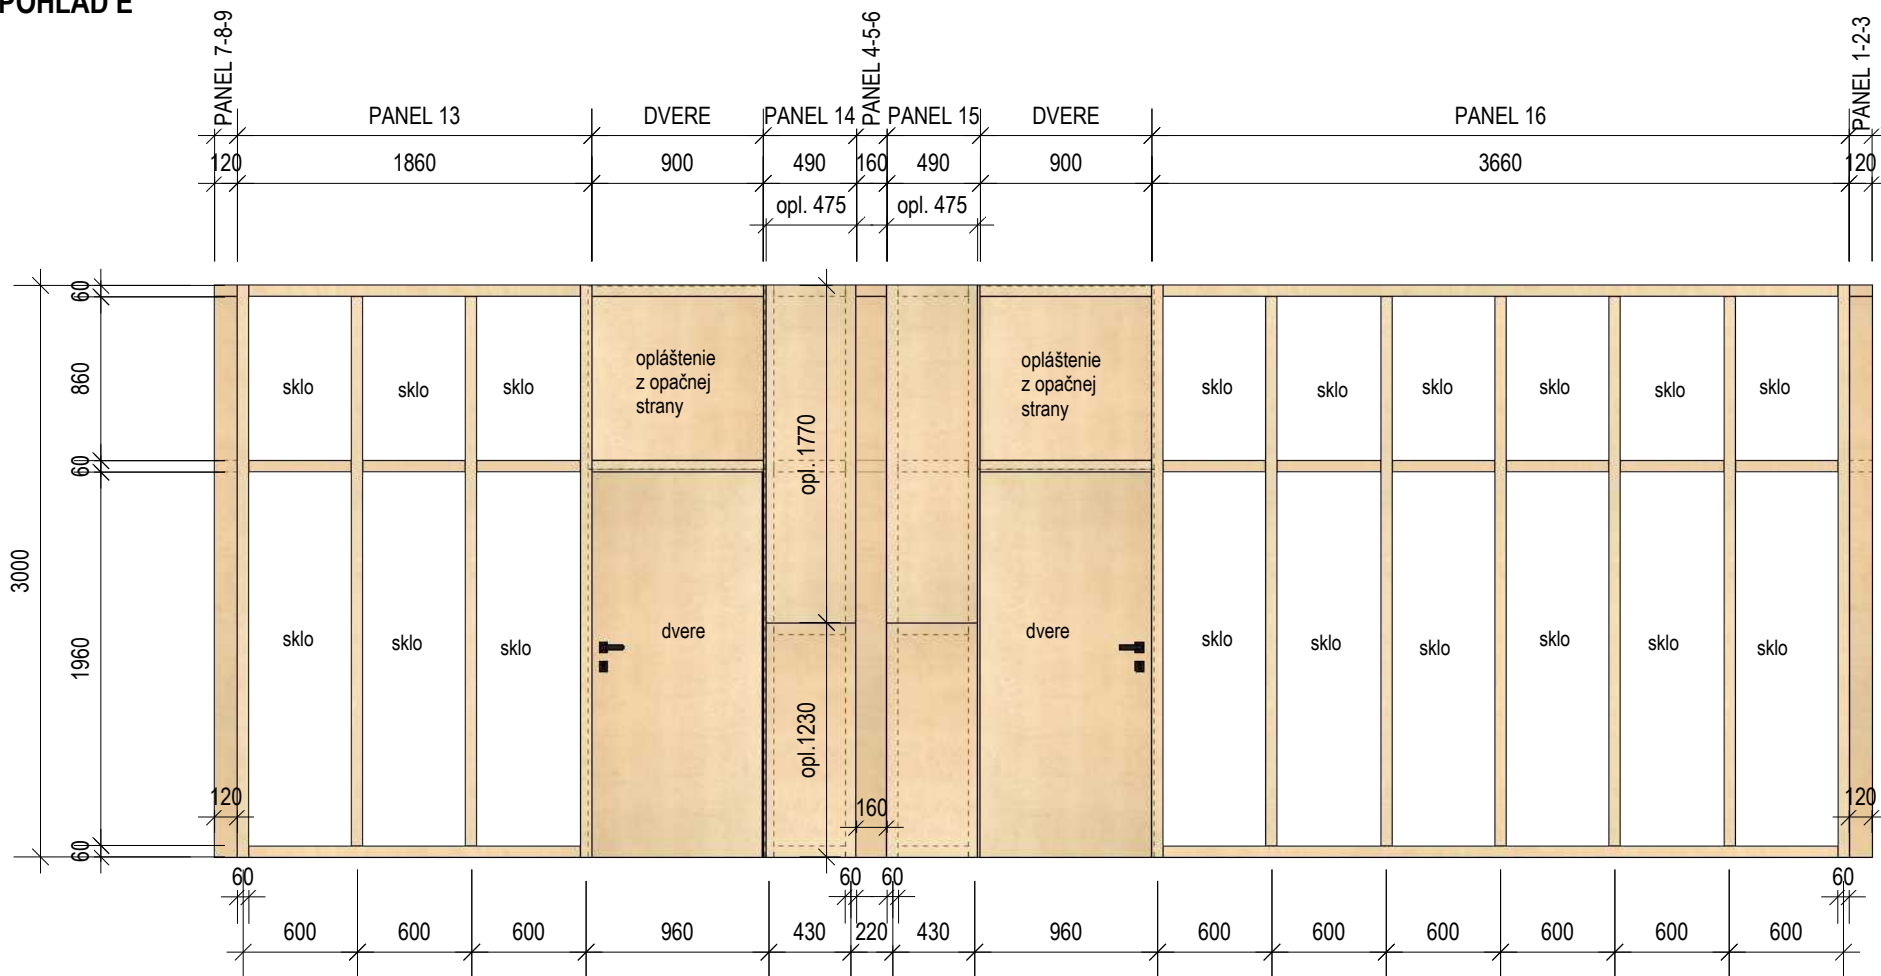 POHLAD E
PANEL 7-8-9
PANEL 4-5-6
PANEL 1-2-3
PANEL 13 DVERE PANEL 14 PANEL 15 DVERE PANEL 16
120 1860 900 490 160 490 900 3660 120
opl. 475 opl. 475
60
860
60
1960
60
3000
opláštenie
z opačnej
strany
opláštenie
z opačnej
strany
sklo sklo sklo sklo sklo sklo sklo sklo sklo
opl. 1770
sklo sklo sklo dvere dvere sklo sklo sklo sklo sklo sklo
opl.1230
120 160 120
60 60 60 60
600 600 600 960 430 220 430 960 600 600 600 600 600 600